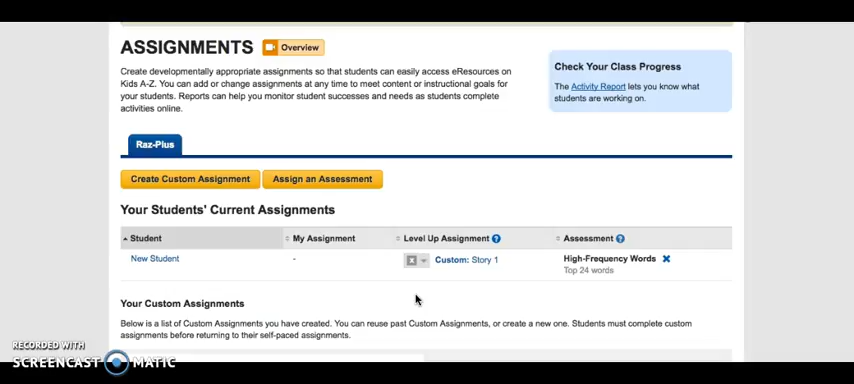 ASSIGNMENTS Overview
Check Your Class Progress
Create developmentally appropriate assignments so that students can easily access eResources on
Kids A-Z. You can add or change assignments at any time to meet content or instructional goals for
your students. Reports can help you monitor student successes and needs as students complete
activities online.
The Activity Report lets you know what
students are working on.
Raz-Plus
Create Custom Assignment Assign an Assessment
Your Students' Current Assignments
Student My Assignment Level Up Assignment ? Assessment ?
New Student - x Custom: Story 1 High-Frequency Words
Top 24 words
Your Custom Assignments
Below is a list of Custom Assignments you have created. You can reuse past Custom Assignments, or create a new one. Students must complete custom
assignments before returning to their self-paced assignments.
RECORDED WITH
SCREENCAST MATIC